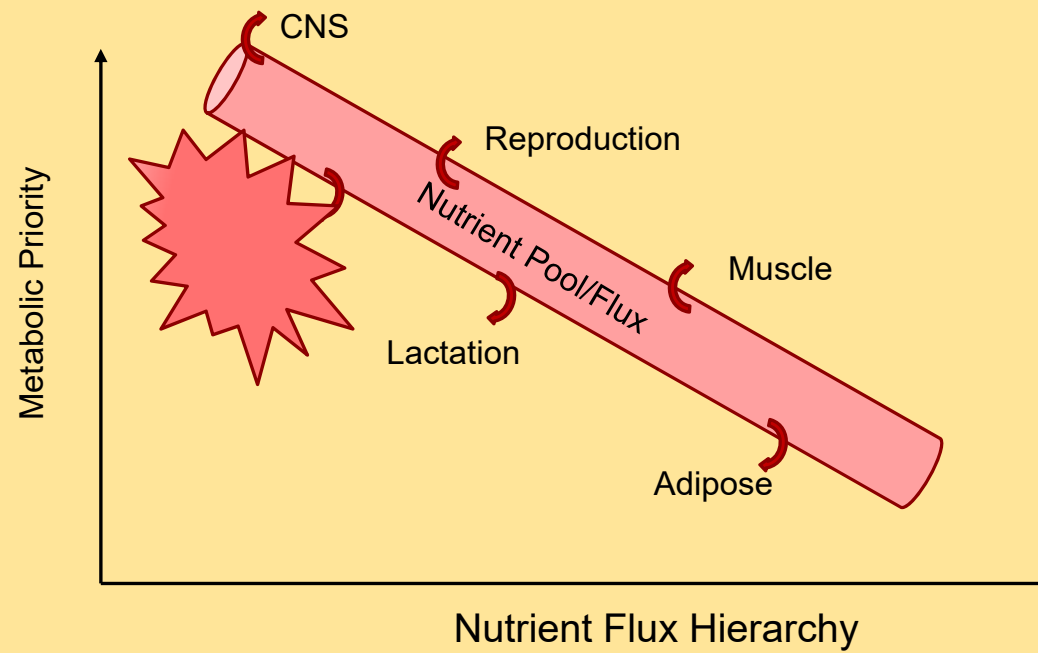 CNS
Reproduction
Nutrient Pool/Flux
Muscle
Lactation
Adipose
Metabolic Priority
Nutrient Flux Hierarchy